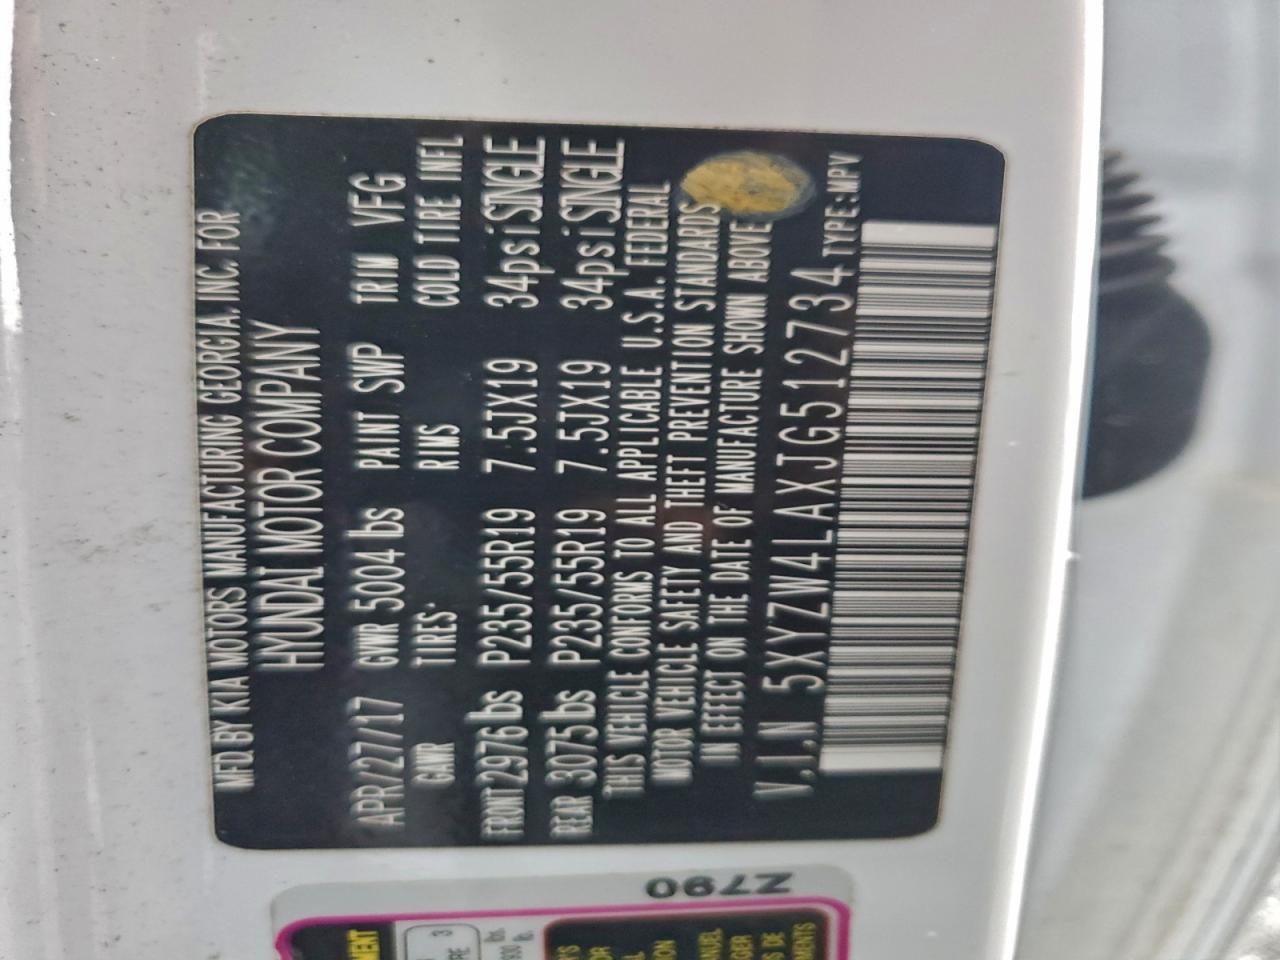 MFD BY KIA MOTORS MANUFACTURING GEORGIA, INC. FOR
HYUNDAI MOTOR COMPANY
APR/27/17 GVWR 5004 lbs PAINT SWP TRIM VFG
GAWR TIRES RIMS COLD TIRE INFL
FRONT 2976 lbs P235/55R19 7.5JX19 34psi SINGLE
REAR 3075 lbs P235/55R19 7.5JX19 34psi SINGLE
THIS VEHICLE CONFORMS TO ALL APPLICABLE U.S.A. FEDERAL
MOTOR VEHICLE SAFETY AND THEFT PREVENTION STANDARDS
IN EFFECT ON THE DATE OF MANUFACTURE SHOWN ABOVE
V.I.N 5XYZW4LAXJG512734 TYPE:MPV
Z790
3
lbs.
lb.